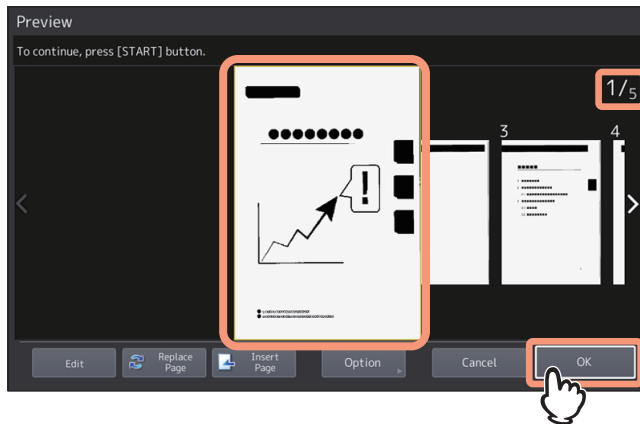 Preview
To continue, press [START] button.
1/5
3
4
!
Edit
Replace
Page
Insert
Page
Option
Cancel
OK